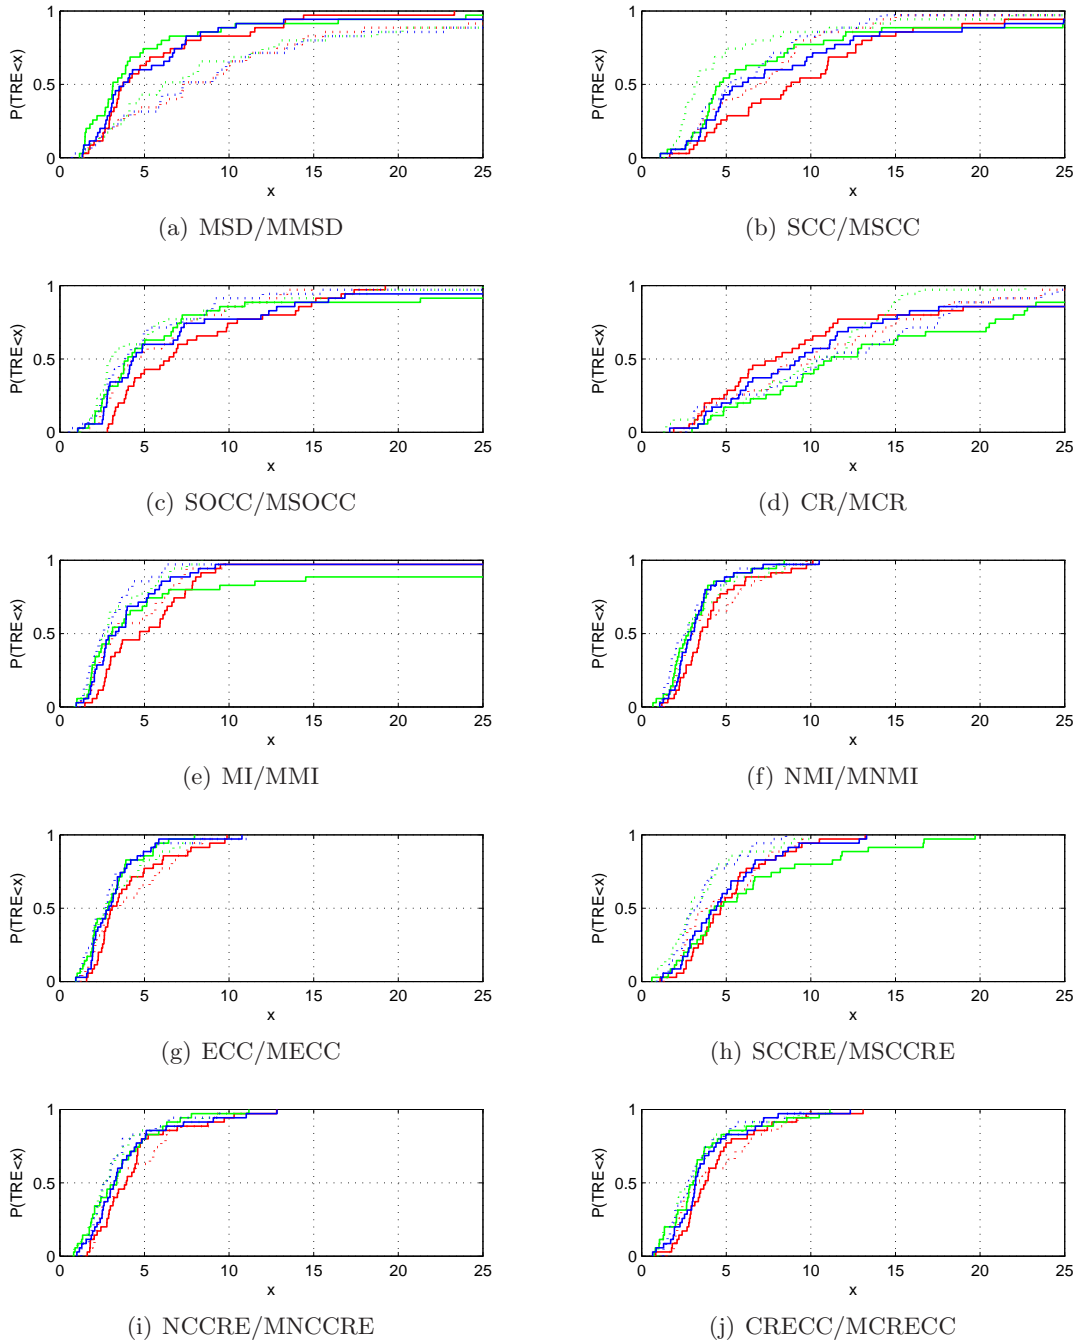 1
P(TRE<x)
0.5
0
0 5 10 15 20 25
x
(a) MSD/MMSD
1
P(TRE<x)
0.5
0
0 5 10 15 20 25
x
(b) SCC/MSCC
1
P(TRE<x)
0.5
0
0 5 10 15 20 25
x
(c) SOCC/MSOCC
1
P(TRE<x)
0.5
0
0 5 10 15 20 25
x
(d) CR/MCR
1
P(TRE<x)
0.5
0
0 5 10 15 20 25
x
(e) MI/MMI
1
P(TRE<x)
0.5
0
0 5 10 15 20 25
x
(f) NMI/MNMI
1
P(TRE<x)
0.5
0
0 5 10 15 20 25
x
(g) ECC/MECC
1
P(TRE<x)
0.5
0
0 5 10 15 20 25
x
(h) SCCRE/MSCCRE
1
P(TRE<x)
0.5
0
0 5 10 15 20 25
x
(i) NCCRE/MNCCRE
1
P(TRE<x)
0.5
0
0 5 10 15 20 25
x
(j) CRECC/MCRECC